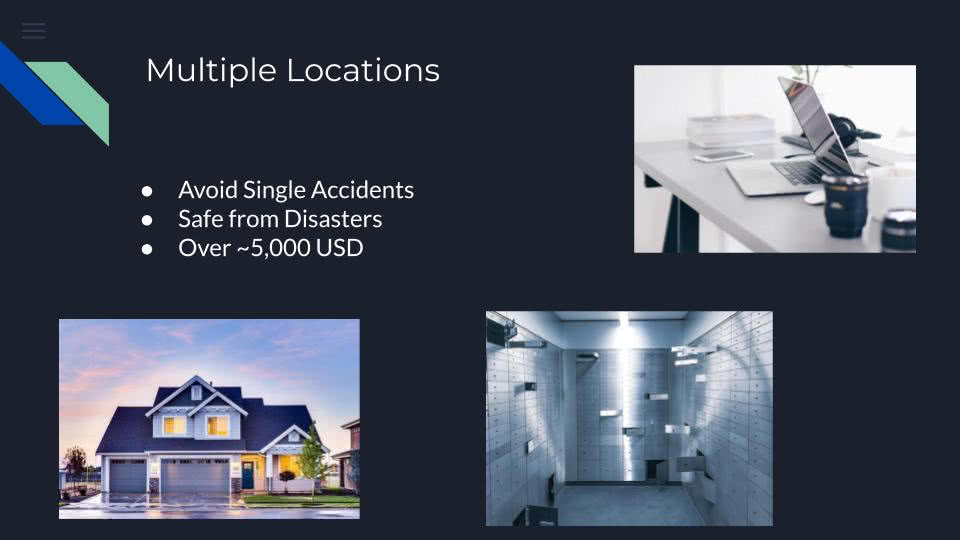 Multiple Locations
● Avoid Single Accidents
● Safe from Disasters
● Over ~5,000 USD